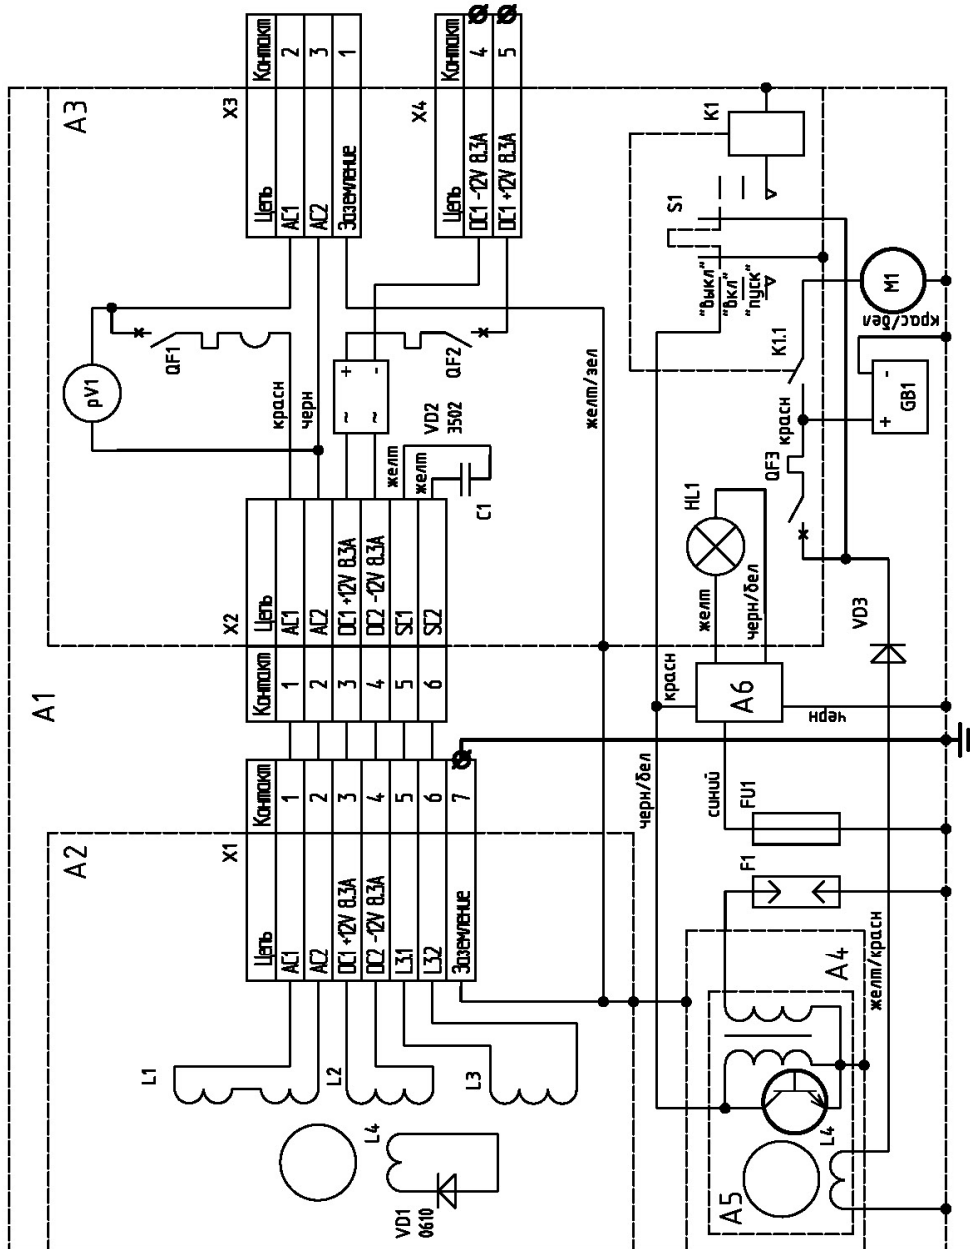 A1
A3
X3
Цепь
Контакт
AC1
2
AC2
3
Заземление
1
X4
Цепь
Контакт
DC1 -12V 8.3A
4
DC1 +12V 8.3A
5
pV1
QF1
красн
черн
+
-
~
~
QF2
VD2
3502
желт
желт
C1
желт/зел
X2
Цепь
Контакт
AC1
1
AC2
2
DC1 +12V 8.3A
3
DC2 -12V 8.3A
4
SC1
5
SC2
6
K1
S1
"выкл"
"вкл"
"пуск"
K1.1
M1
крас/бел
красн
QF3
GB1
+
-
HL1
желт
черн/бел
VD3
A6
красн
черн
черн/бел
синий
FU1
F1
желт/красн
A2
X1
Цепь
Контакт
AC1
1
AC2
2
DC1 +12V 8.3A
3
DC2 -12V 8.3A
4
L3.1
5
L3.2
6
Заземление
7
L1
L2
L3
L4
VD1
0610
A4
A5
L4